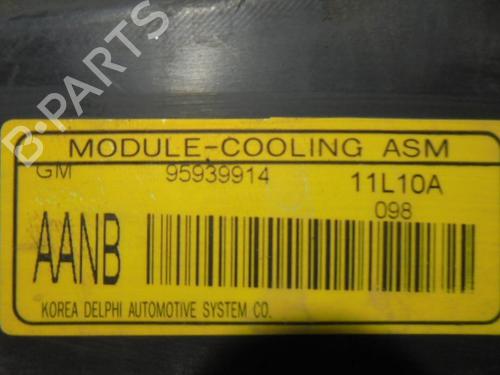 B-PARTS
MODULE-COOLING ASM
GM 95939914 11L10A
098
AANB
KOREA DELPHI AUTOMOTIVE SYSTEM CO.